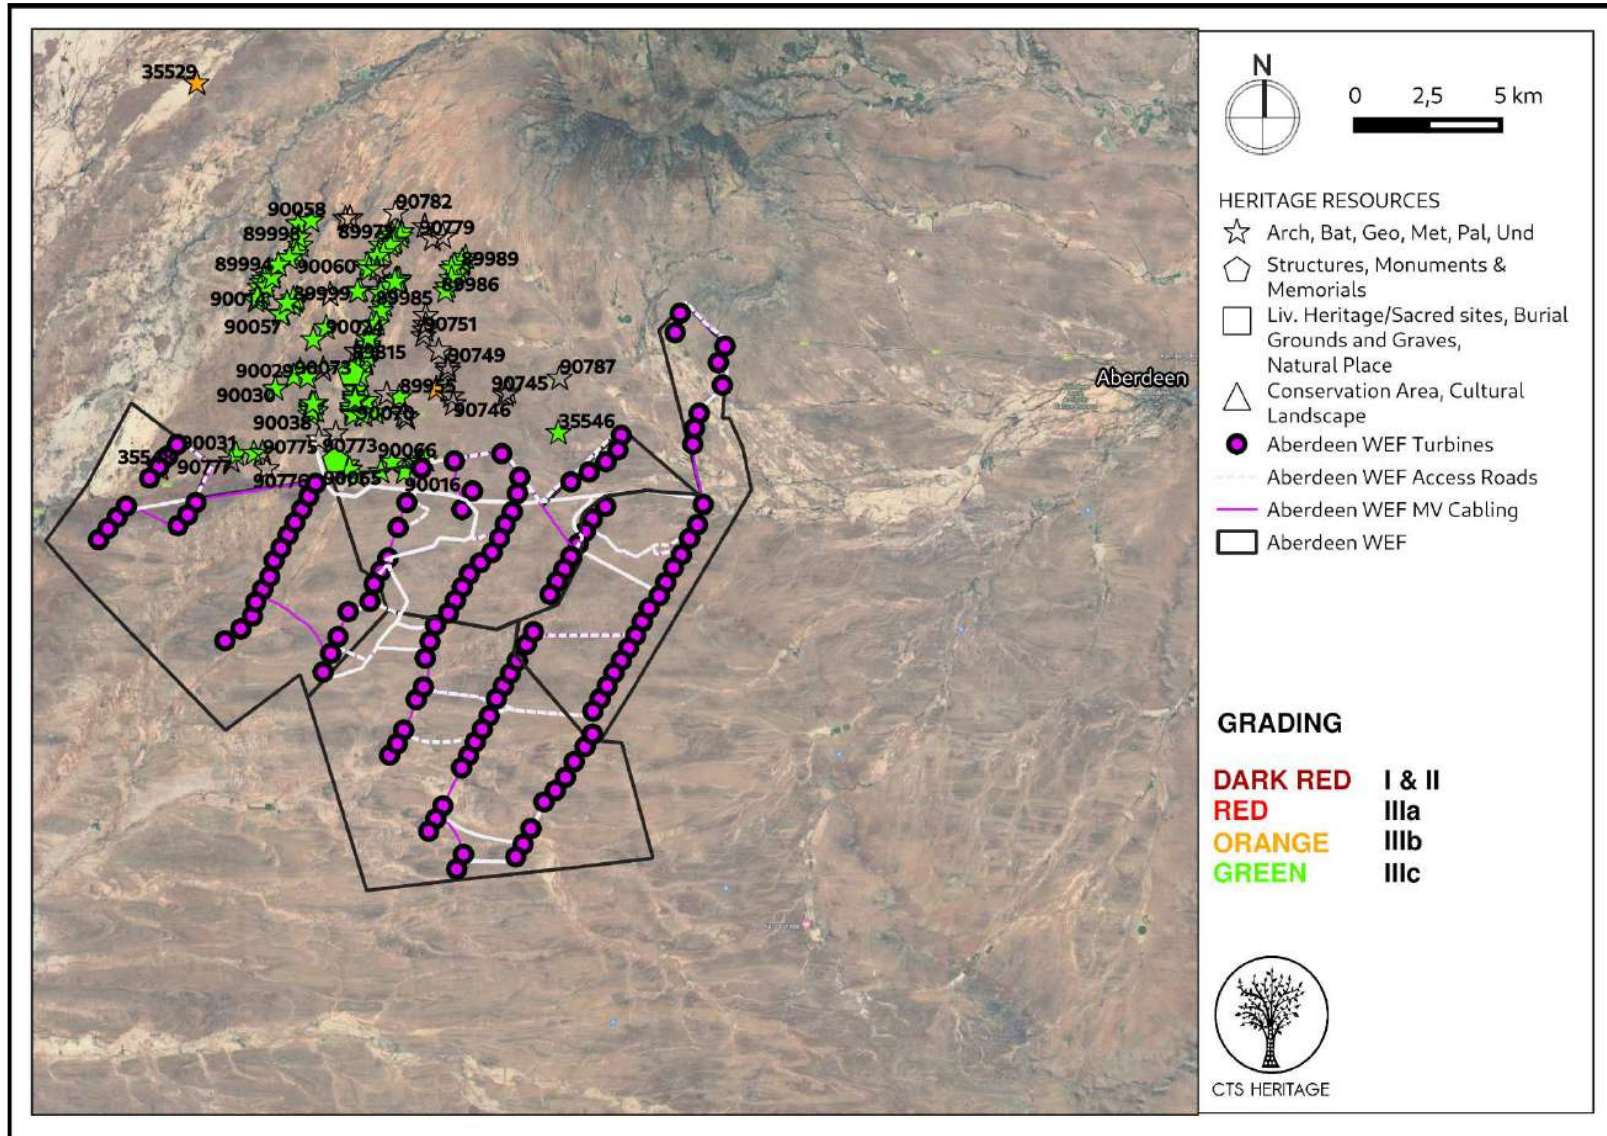 35529
90058
90782
89998
89979
90779
89994
90060
89989
89999
89985
89986
90057
90024
90751
90749
90029
90073
90787
90030
89955
90745
90746
90038
90070
35546
90031
90775
90773
90066
90777
90776
90065
90016
Aberdeen
N
0 2,5 5 km
HERITAGE RESOURCES
Arch, Bat, Geo, Met, Pal, Und
Structures, Monuments &
Memorials
Liv. Heritage/Sacred sites, Burial
Grounds and Graves,
Natural Place
Conservation Area, Cultural
Landscape
Aberdeen WEF Turbines
Aberdeen WEF Access Roads
Aberdeen WEF MV Cabling
Aberdeen WEF
GRADING
DARK RED I & II
RED IIIa
ORANGE IIIb
GREEN IIIc
CTS HERITAGE